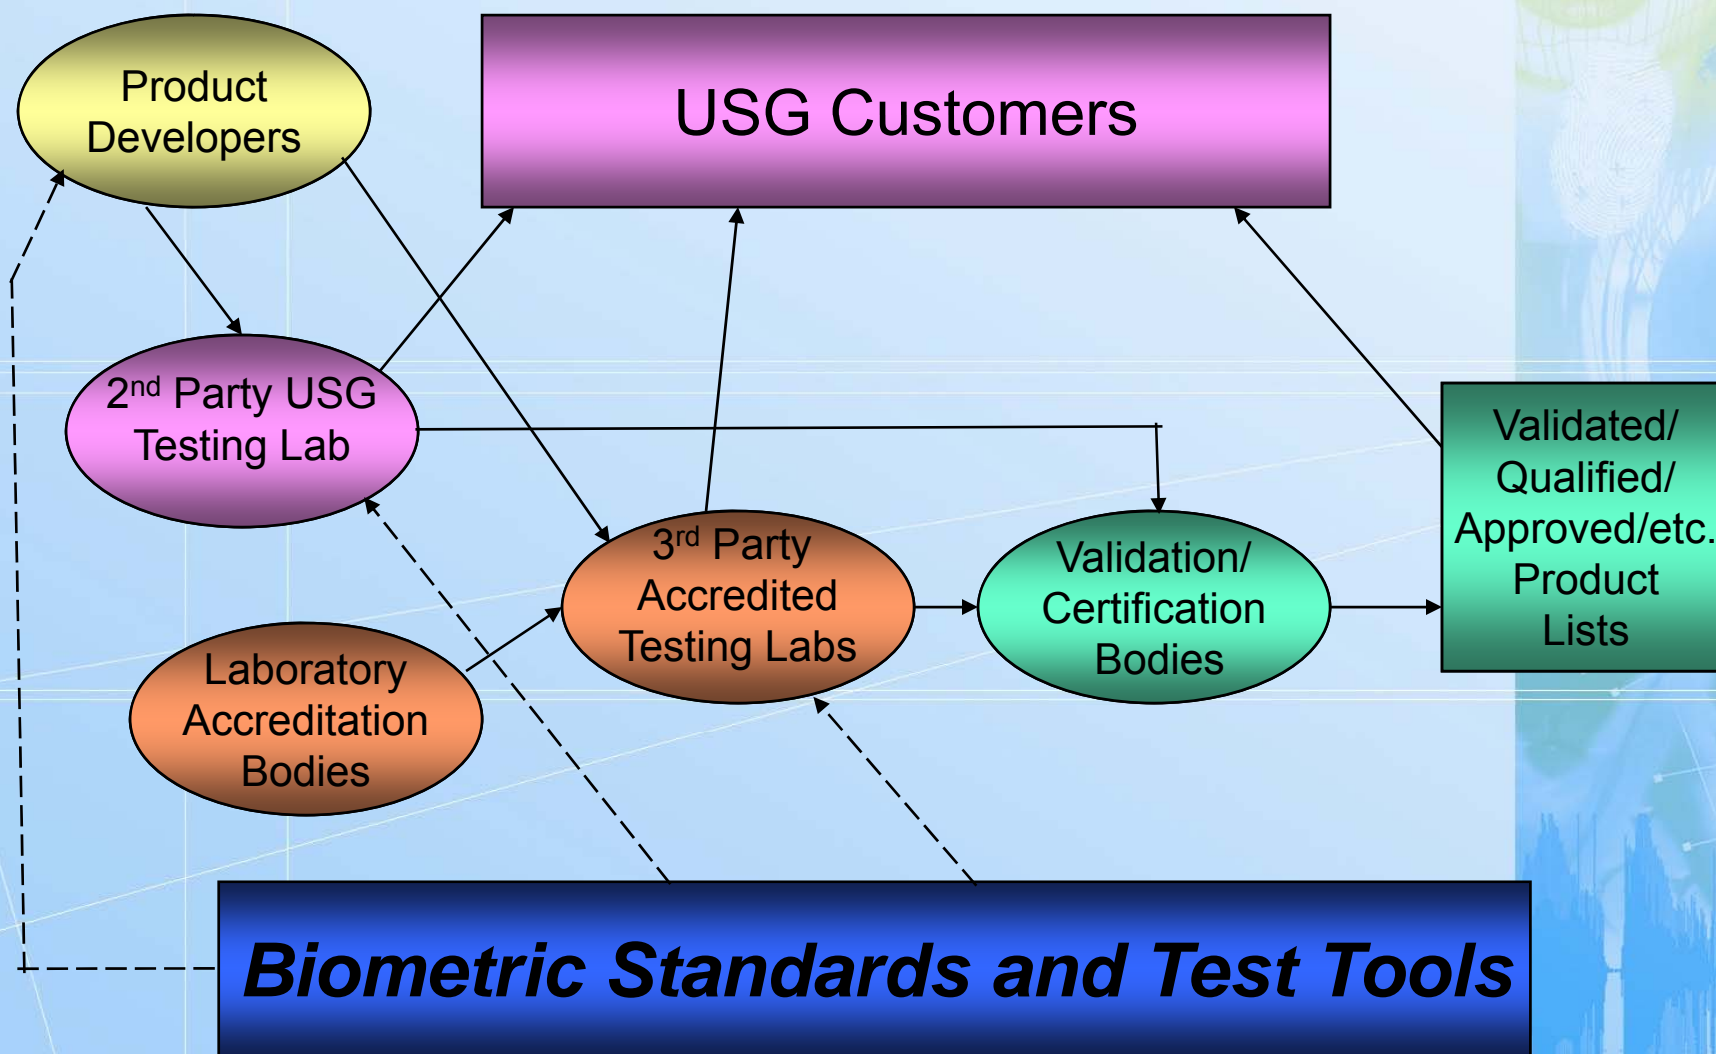 Product
Developers
USG Customers
2nd Party USG
Testing Lab
Validated/
Qualified/
Approved/etc.
Product
Lists
3rd Party
Accredited
Testing Labs
Validation/
Certification
Bodies
Laboratory
Accreditation
Bodies
Biometric Standards and Test Tools